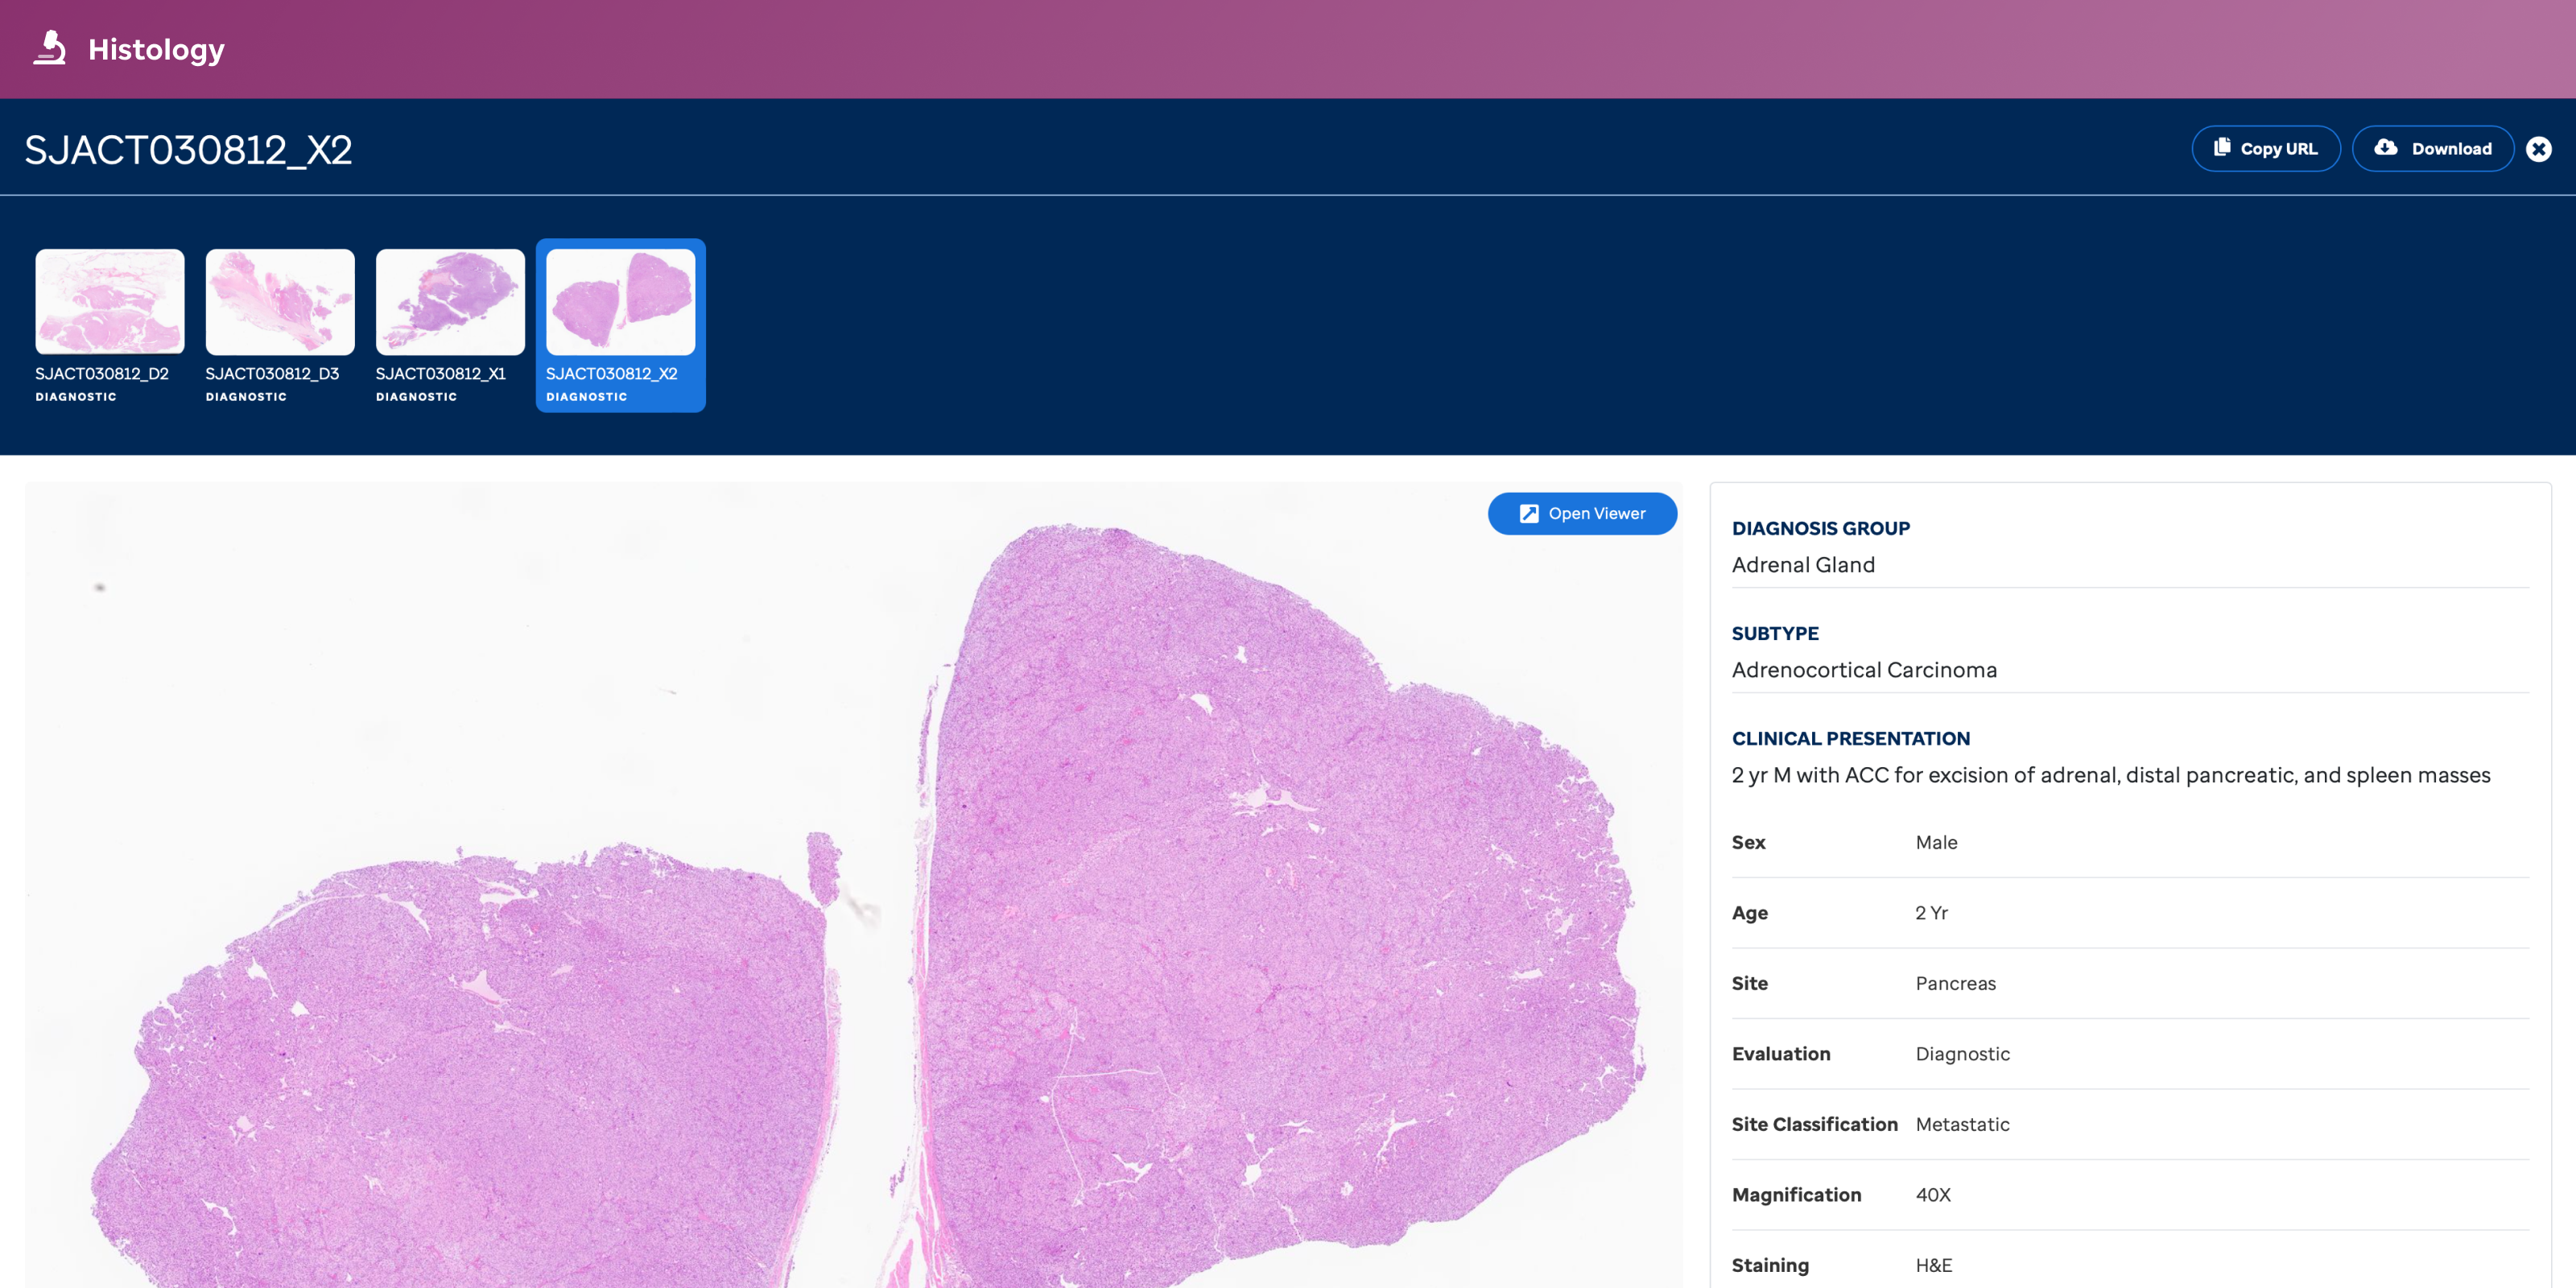 Histology
SJACT030812_X2
Copy URL
Download
SJACT030812_D2
DIAGNOSTIC
SJACT030812_D3
DIAGNOSTIC
SJACT030812_X1
DIAGNOSTIC
SJACT030812_X2
DIAGNOSTIC
Open Viewer
DIAGNOSIS GROUP
Adrenal Gland
SUBTYPE
Adrenocortical Carcinoma
CLINICAL PRESENTATION
2 yr M with ACC for excision of adrenal, distal pancreatic, and spleen masses
Sex Male
Age 2 Yr
Site Pancreas
Evaluation Diagnostic
Site Classification Metastatic
Magnification 40X
Staining H&E